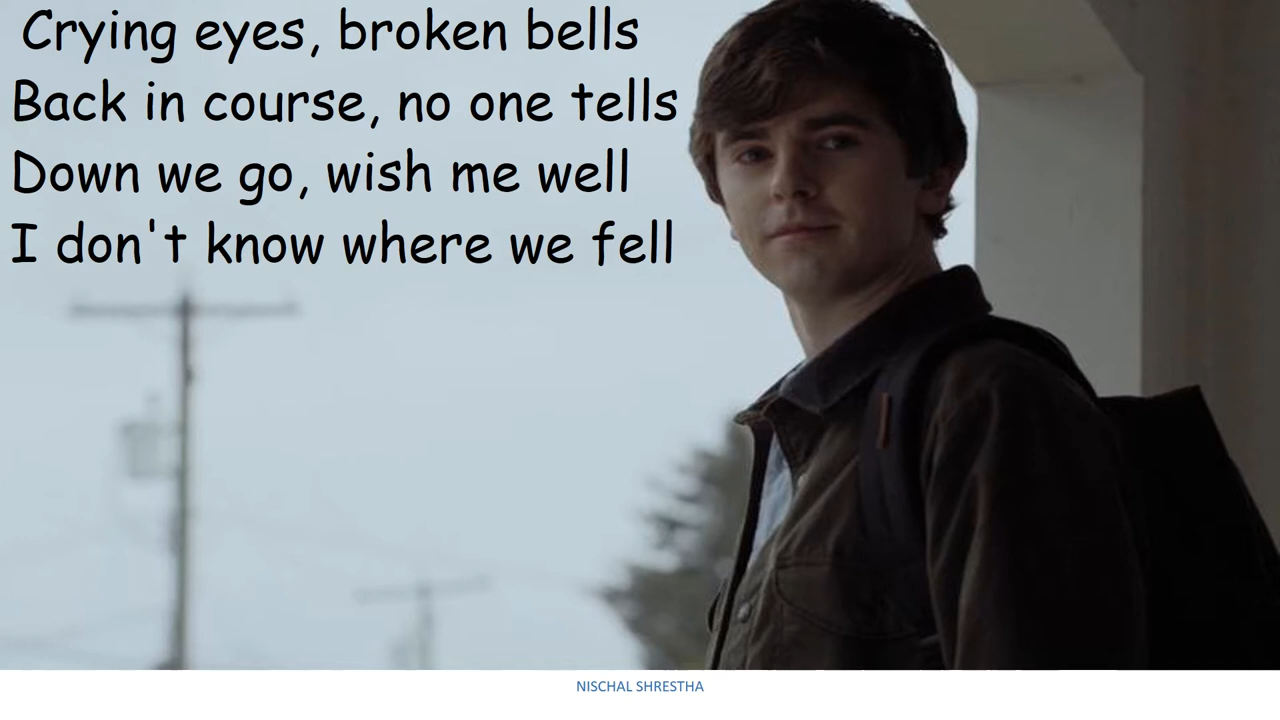 Crying eyes, broken bells
Back in course, no one tells
Down we go, wish me well
I don't know where we fell
NISCHAL SHRESTHA